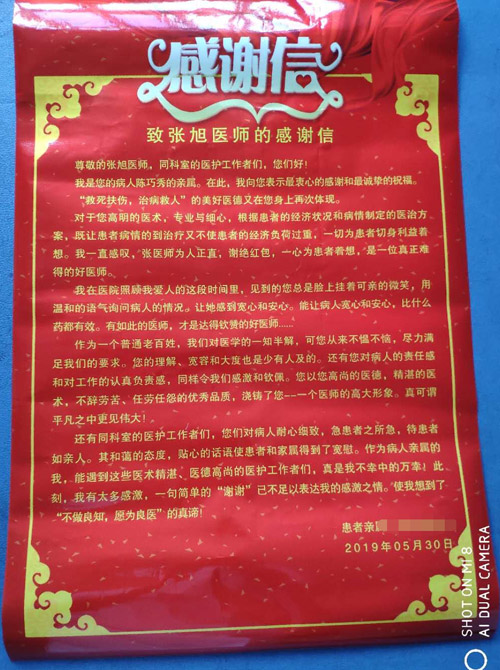 感谢信
致张旭医师的感谢信
尊敬的张旭医师，同科室的医护工作者们，您们好！
我是您的病人陈巧秀的亲属。在此，我向您表示最衷心的感谢和最诚挚的祝福。
“救死扶伤，治病救人”的美好医德又在您身上再次体现。
对于您高明的医术，专业与细心，根据患者的经济状况和病情制定的医治方
案，既让患者病情的到治疗又不使患者的经济负荷过重，一切为患者切身利益着
想。我一直感叹，张医师为人正直，谢绝红包，一心为患者着想，是一位真正难
得的好医师。
我在医院照顾我爱人的这段时间里，见到的您总是脸上挂着可亲的微笑，用
温和的语气询问病人的情况。让她感到宽心和安心。能让病人宽心和安心，比什么
药都有效。有如此的医师，才是达得钦赞的好医师......
作为一个普通老百姓，我们对医学的一知半解，可您从来不愠不恼，尽力满
足我们的要求。您的理解、宽容和大度也是少有人及的。还有您对病人的责任感
和对工作的认真负责感，同样令我们感激和钦佩。您以您高尚的医德，精湛的医
术，不辞劳苦、任劳任怨的优秀品质，浇铸了您--一个医师的高大形象。真可谓
平凡之中更见伟大！
还有同科室的医护工作者，您们对病人耐心细致，急患者之所急，待患者
如亲人。其和谒的态度，贴心的话语使患者和家属得到了宽慰。作为病人亲属的
我，能遇到这些医术精湛、医德高尚的医护工作者们，真是我不幸中的万幸！此
刻，我有太多感激，一句简单的“谢谢”已不足以表达我的感激之情。使我想到了
“不做良知，愿为良医”的真谛！
患者亲
2019年05月30日
SHOT ON MI 8
AI DUAL CAMERA